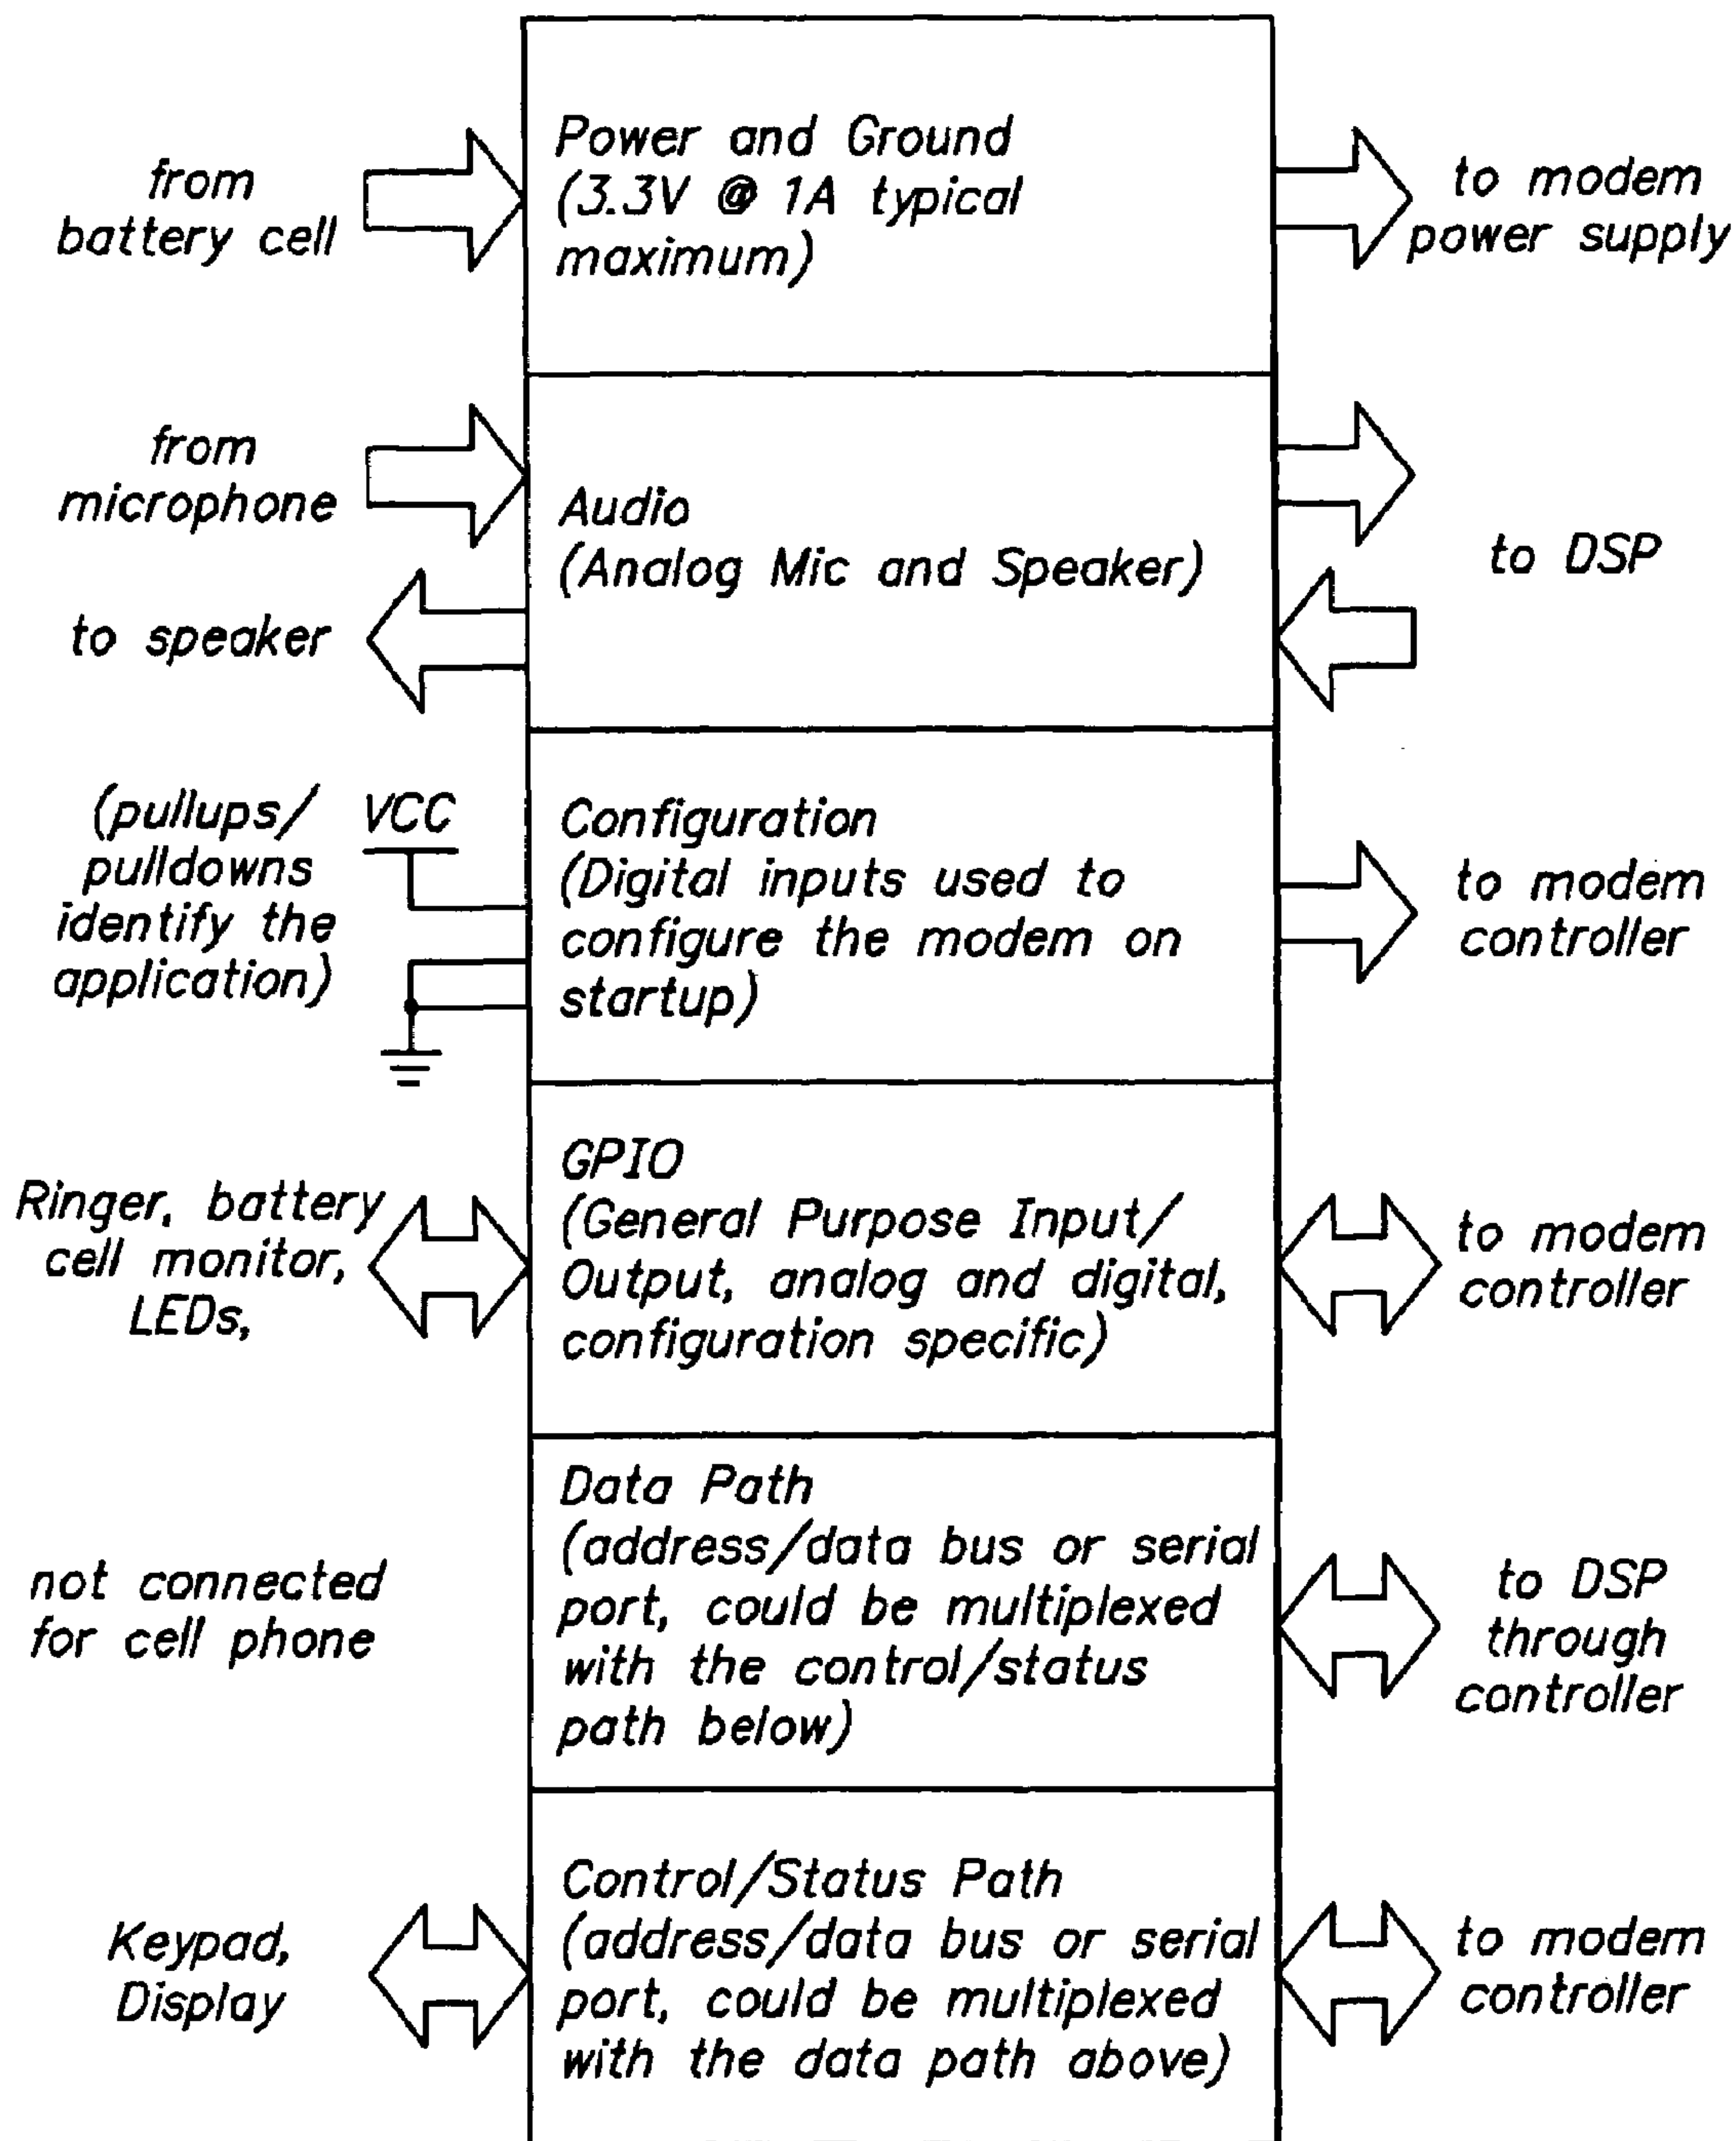 from
battery cell
Power and Ground
(3.3V @ 1A typical
maximum)
to modem
power supply
from
microphone
to speaker
Audio
(Analog Mic and Speaker)
to DSP
(pullups/
pulldowns
identify the
application)
VCC
Configuration
(Digital inputs used to
configure the modem on
startup)
to modem
controller
Ringer, battery
cell monitor,
LEDs,
GPIO
(General Purpose Input/
Output, analog and digital,
configuration specific)
to modem
controller
not connected
for cell phone
Data Path
(address/data bus or serial
port, could be multiplexed
with the control/status
path below)
to DSP
through
controller
Keypad,
Display
Control/Status Path
(address/data bus or serial
port, could be multiplexed
with the data path above)
to modem
controller